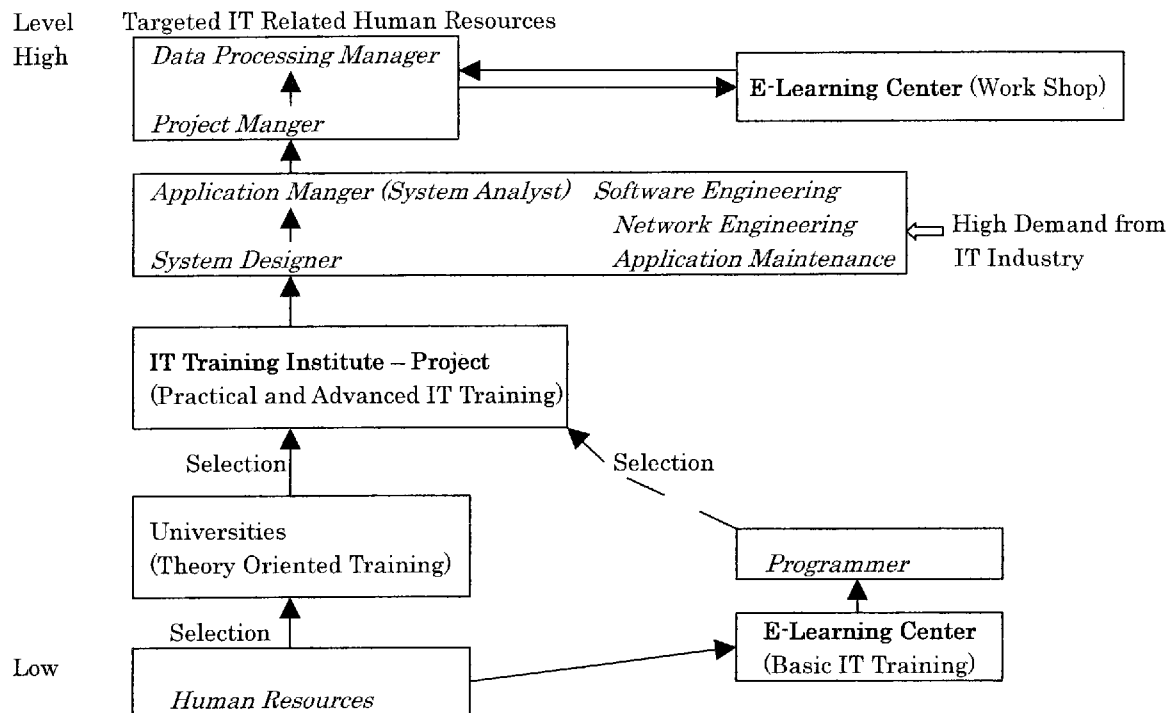 Level Targeted IT Related Human Resources
High
Data Processing Manager
E-Learning Center (Work Shop)
Project Manger
Application Manger (System Analyst) Software Engineering
Network Engineering
High Demand from
IT Industry
System Designer Application Maintenance
IT Training Institute – Project
(Practical and Advanced IT Training)
Selection
Selection
Universities
(Theory Oriented Training)
Programmer
Selection
E-Learning Center
(Basic IT Training)
Low
Human Resources